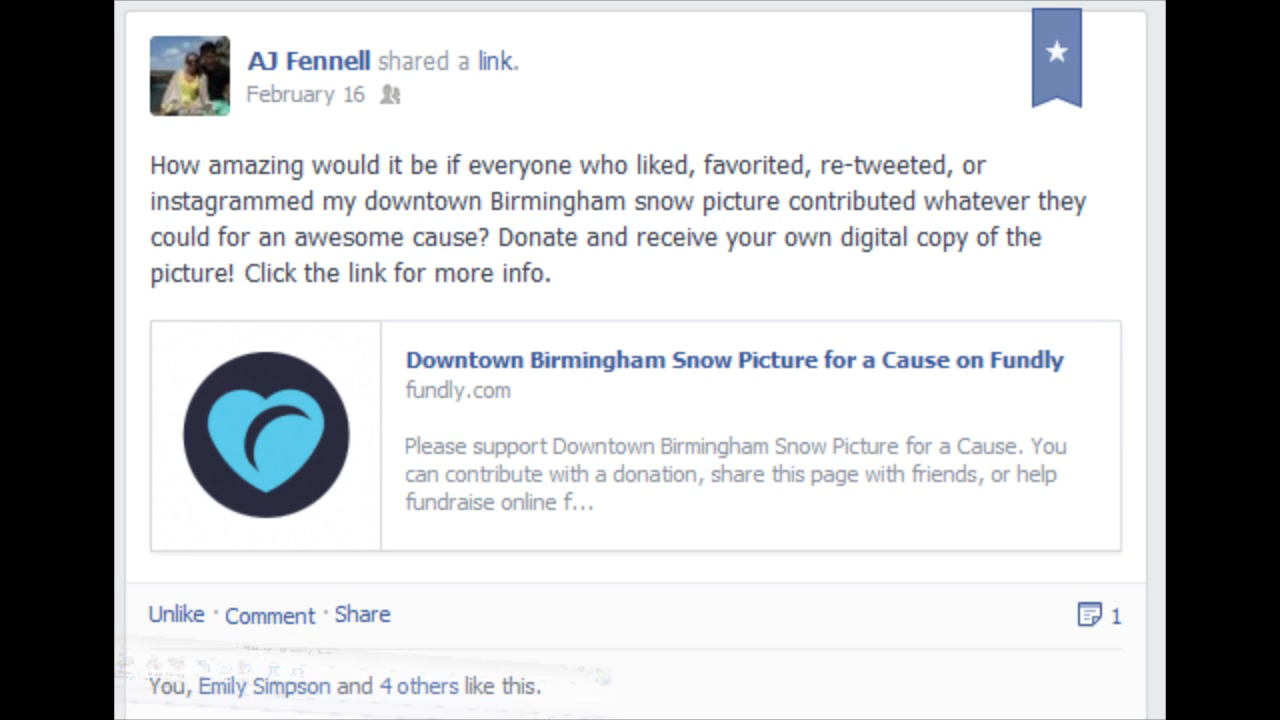 AJ Fennell shared a link.
February 16
How amazing would it be if everyone who liked, favorited, re-tweeted, or
instagrammed my downtown Birmingham snow picture contributed whatever they
could for an awesome cause? Donate and receive your own digital copy of the
picture! Click the link for more info.
Downtown Birmingham Snow Picture for a Cause on Fundly
fundly.com
Please support Downtown Birmingham Snow Picture for a Cause. You
can contribute with a donation, share this page with friends, or help
fundraise online f...
Unlike · Comment · Share 1
You, Emily Simpson and 4 others like this.